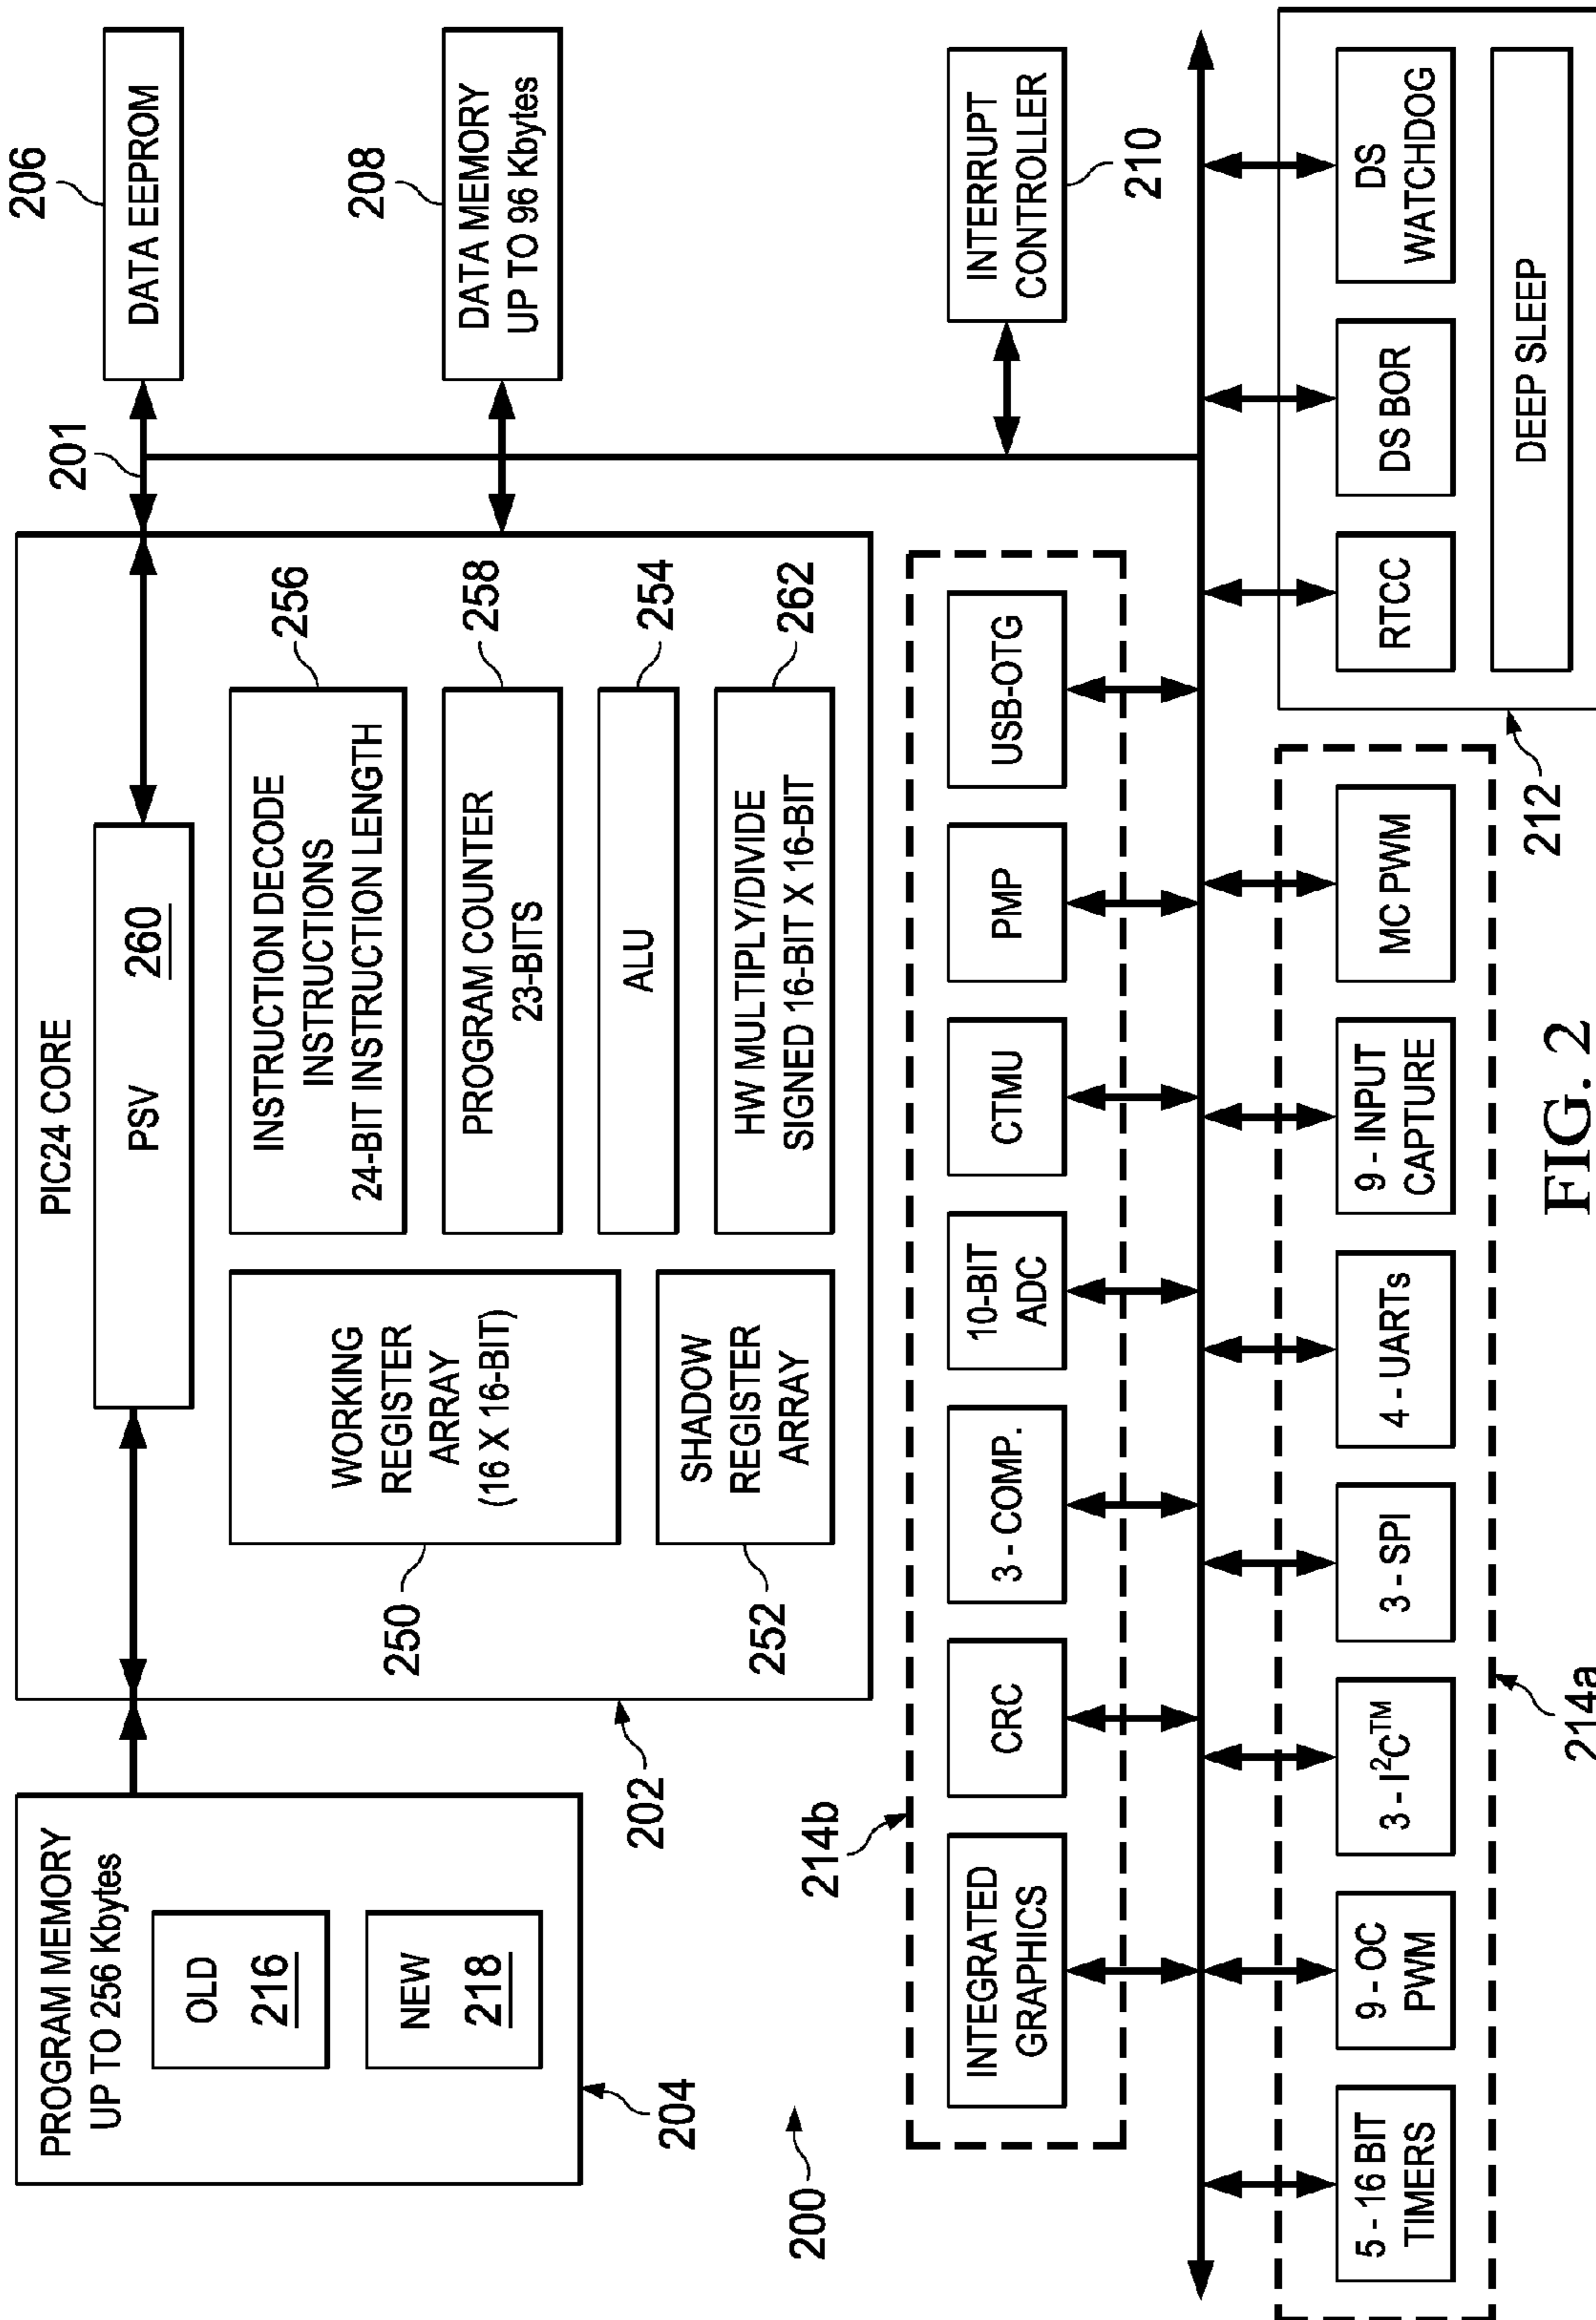 PROGRAM MEMORY
UP TO 256 Kbytes
OLD
216
NEW
218
204
PIC24 CORE
PSV
260
WORKING
REGISTER
ARRAY
(16 X 16-BIT)
250
SHADOW
REGISTER
ARRAY
252
INSTRUCTION DECODE
INSTRUCTIONS
24-BIT INSTRUCTION LENGTH
256
PROGRAM COUNTER
23-BITS
258
ALU
254
HW MULTIPLY/DIVIDE
SIGNED 16-BIT X 16-BIT
262
202
201
DATA EEPROM
206
DATA MEMORY
UP TO 96 Kbytes
208
INTERRUPT
CONTROLLER
210
200
214b
INTEGRATED
GRAPHICS
CRC
3 - COMP.
10-BIT
ADC
CTMU
PMP
USB-OTG
5 - 16 BIT
TIMERS
9 - OC
PWM
3 - I²C™
3 - SPI
4 - UARTs
9 - INPUT
CAPTURE
MC PWM
214a
RTCC
DS BOR
DS
WATCHDOG
DEEP SLEEP
212
FIG. 2